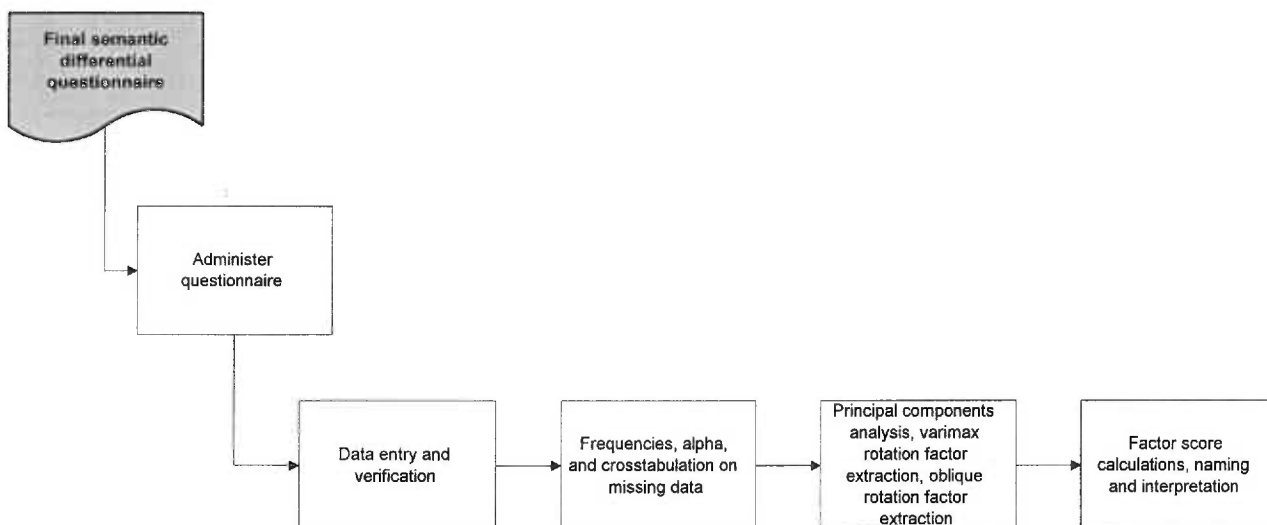 Final semantic
differential
questionnaire
Administer
questionnaire
Data entry and
verification
Frequencies, alpha,
and crosstabulation on
missing data
Principal components
analysis, varimax
rotation factor
extraction, oblique
rotation factor
extraction
Factor score
calculations, naming
and interpretation